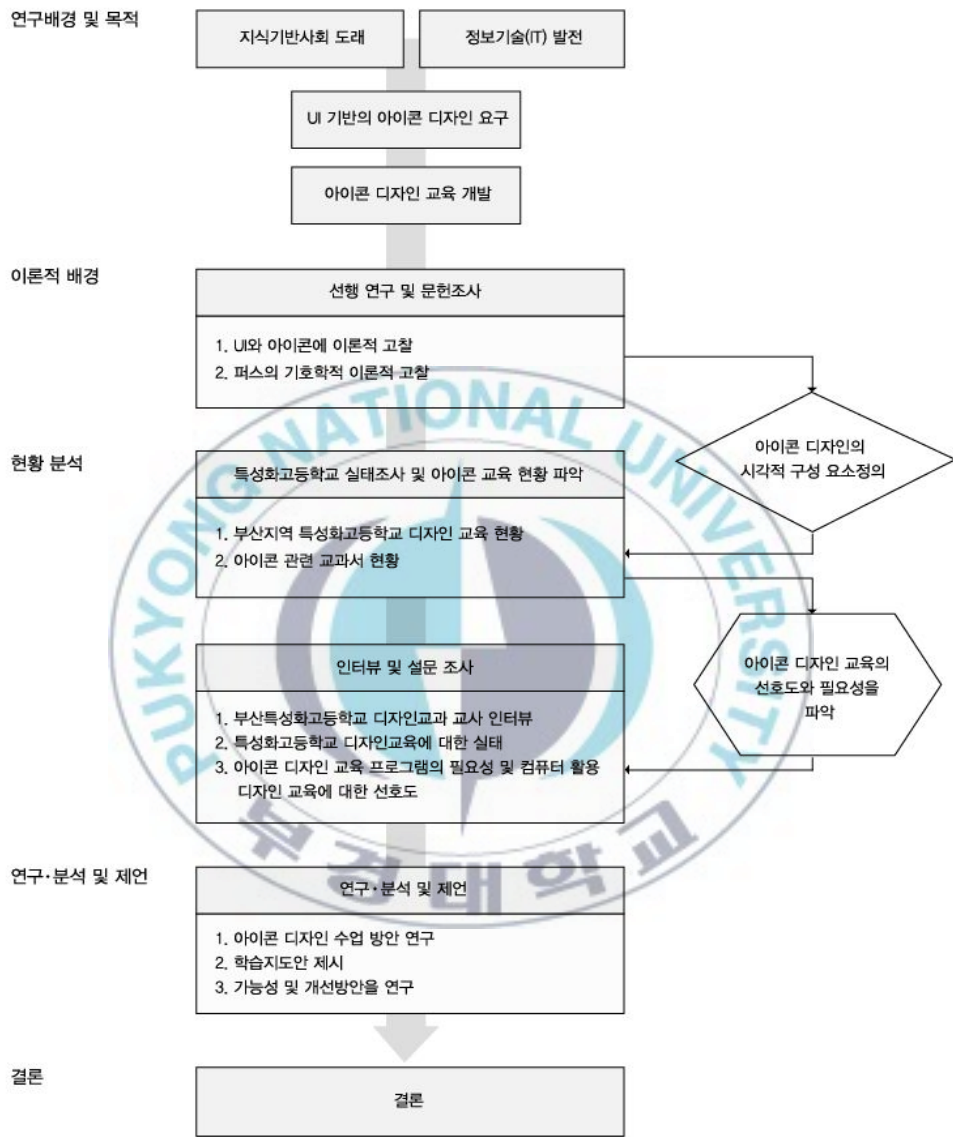 연구배경 및 목적
지식기반사회 도래
정보기술(IT) 발전
UI 기반의 아이콘 디자인 요구
아이콘 디자인 교육 개발
이론적 배경
선행 연구 및 문헌조사
1. UI와 아이콘에 이론적 고찰
2. 퍼스의 기호학적 이론적 고찰
아이콘 디자인의
시각적 구성 요소정의
현황 분석
특성화고등학교 실태조사 및 아이콘 교육 현황 파악
1. 부산지역 특성화고등학교 디자인 교육 현황
2. 아이콘 관련 교과서 현황
아이콘 디자인 교육의
선호도와 필요성을
파악
인터뷰 및 설문 조사
1. 부산특성화고등학교 디자인교과 교사 인터뷰
2. 특성화고등학교 디자인교육에 대한 실태
3. 아이콘 디자인 교육 프로그램의 필요성 및 컴퓨터 활용
디자인 교육에 대한 선호도
연구·분석 및 제언
연구·분석 및 제언
1. 아이콘 디자인 수업 방안 연구
2. 학습지도안 제시
3. 가능성 및 개선방안을 연구
결론
결론
PUKYONG NATIONAL UNIVERSITY
부경대학교